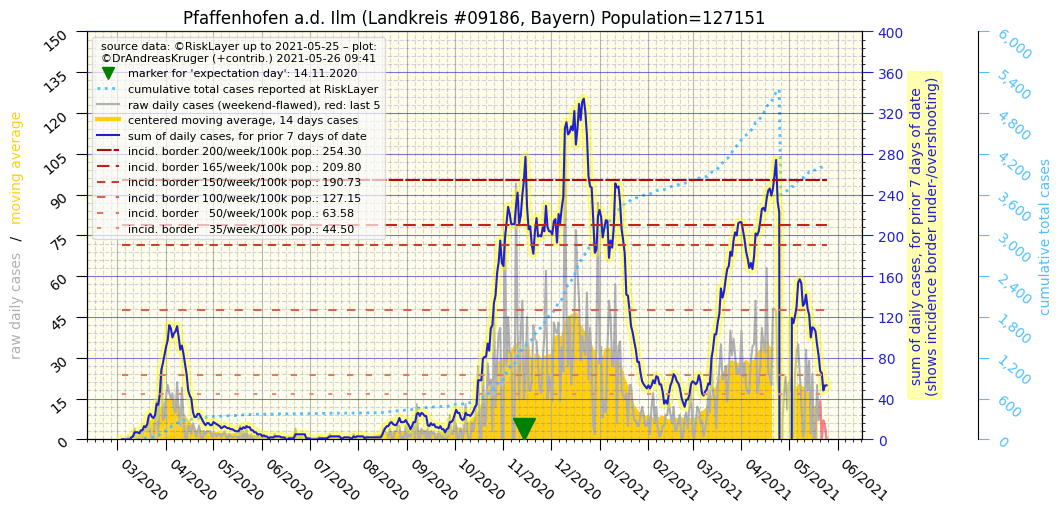 Pfaffenhofen a.d. Ilm (Landkreis #09186, Bayern) Population=127151
source data: ©RiskLayer up to 2021-05-25 – plot:
©DrAndreasKruger (+contrib.) 2021-05-26 09:41
marker for 'expectation day': 14.11.2020
cumulative total cases reported at RiskLayer
raw daily cases (weekend-flawed), red: last 5
centered moving average, 14 days cases
sum of daily cases, for prior 7 days of date
incid. border 200/week/100k pop.: 254.30
incid. border 165/week/100k pop.: 209.80
incid. border 150/week/100k pop.: 190.73
incid. border 100/week/100k pop.: 127.15
incid. border 50/week/100k pop.: 63.58
incid. border 35/week/100k pop.: 44.50
raw daily cases / moving average
150
135
120
105
90
75
60
45
30
15
0
03/2020
04/2020
05/2020
06/2020
07/2020
08/2020
09/2020
10/2020
11/2020
12/2020
01/2021
02/2021
03/2021
04/2021
05/2021
06/2021
400
360
320
280
240
200
160
120
80
40
0
sum of daily cases, for prior 7 days of date
(shows incidence border under-/overshooting)
6,000
5,400
4,800
4,200
3,600
3,000
2,400
1,800
1,200
600
0
cumulative total cases